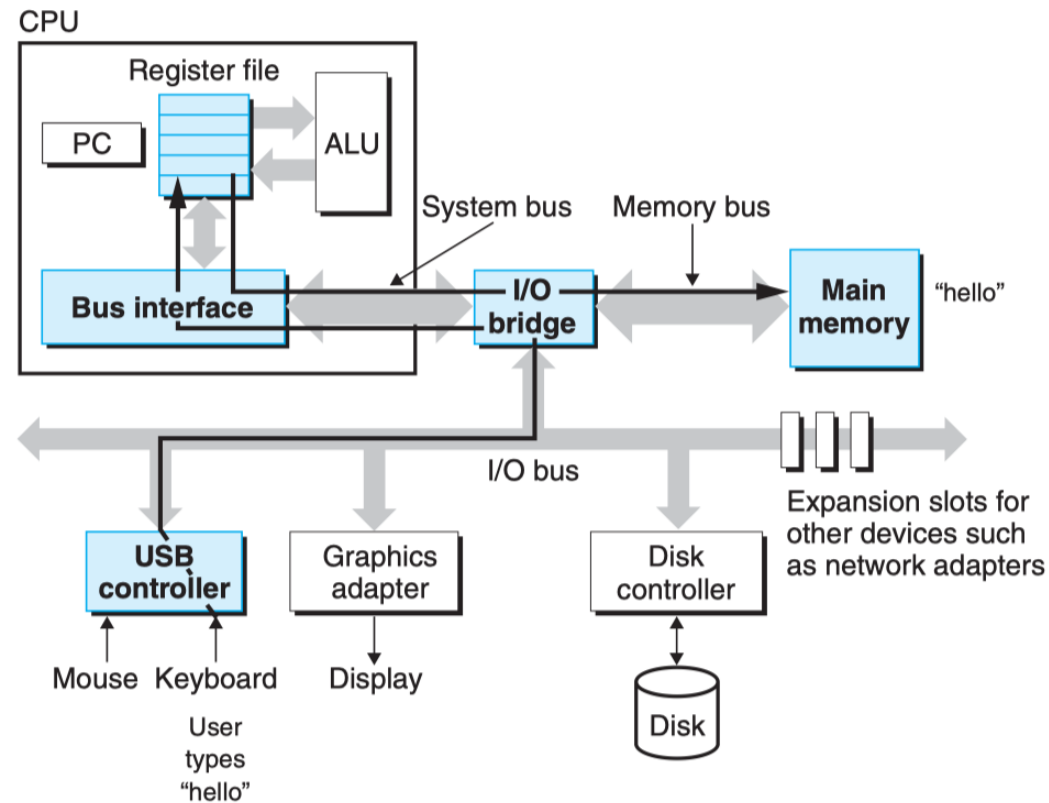 CPU
Register file
PC
ALU
System bus
Memory bus
Bus interface
I/O
bridge
Main
memory
“hello”
I/O bus
Expansion slots for
other devices such
as network adapters
USB
controller
Graphics
adapter
Disk
controller
Mouse
Keyboard
Display
User
types
“hello”
Disk